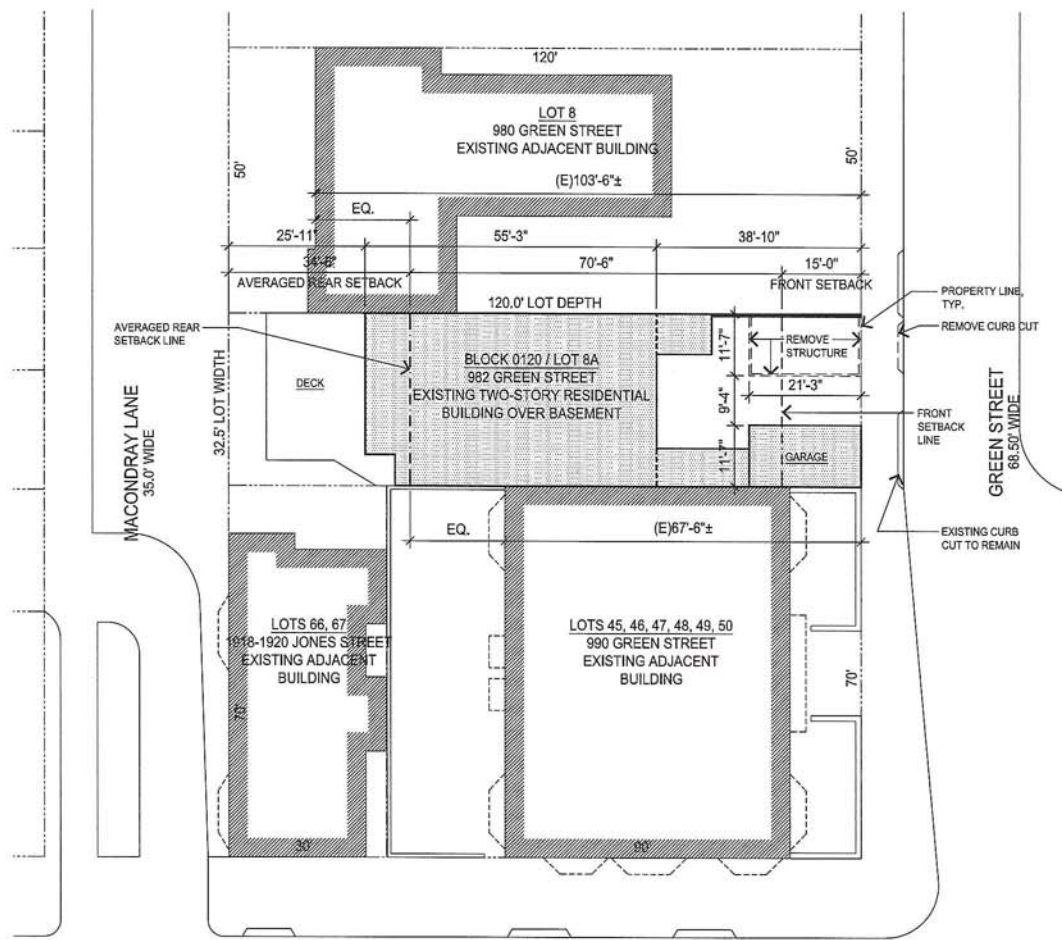 120'
LOT 8
980 GREEN STREET
EXISTING ADJACENT BUILDING
50'
50'
(E)103'-6"±
EQ.
25'-11"
55'-3"
38'-10"
34'-6"
70'-6"
15'-0"
AVERAGED REAR SETBACK
FRONT SETBACK
120.0' LOT DEPTH
PROPERTY LINE,
TYP.
REMOVE CURB CUT
AVERAGED REAR
SETBACK LINE
REMOVE
STRUCTURE
11'-7"
BLOCK 0120 / LOT 8A
982 GREEN STREET
EXISTING TWO-STORY RESIDENTIAL
BUILDING OVER BASEMENT
DECK
32.5' LOT WIDTH
21'-3"
9'-4"
FRONT
SETBACK
LINE
11'-7"
GARAGE
MACONDRAY LANE
35.0' WIDE
GREEN STREET
68.50' WIDE
EXISTING CURB
CUT TO REMAIN
EQ.
(E)67'-6"±
LOTS 66, 67
1918-1920 JONES STREET
EXISTING ADJACENT
BUILDING
LOTS 45, 46, 47, 48, 49, 50
990 GREEN STREET
EXISTING ADJACENT
BUILDING
70'
70'
30'
90'